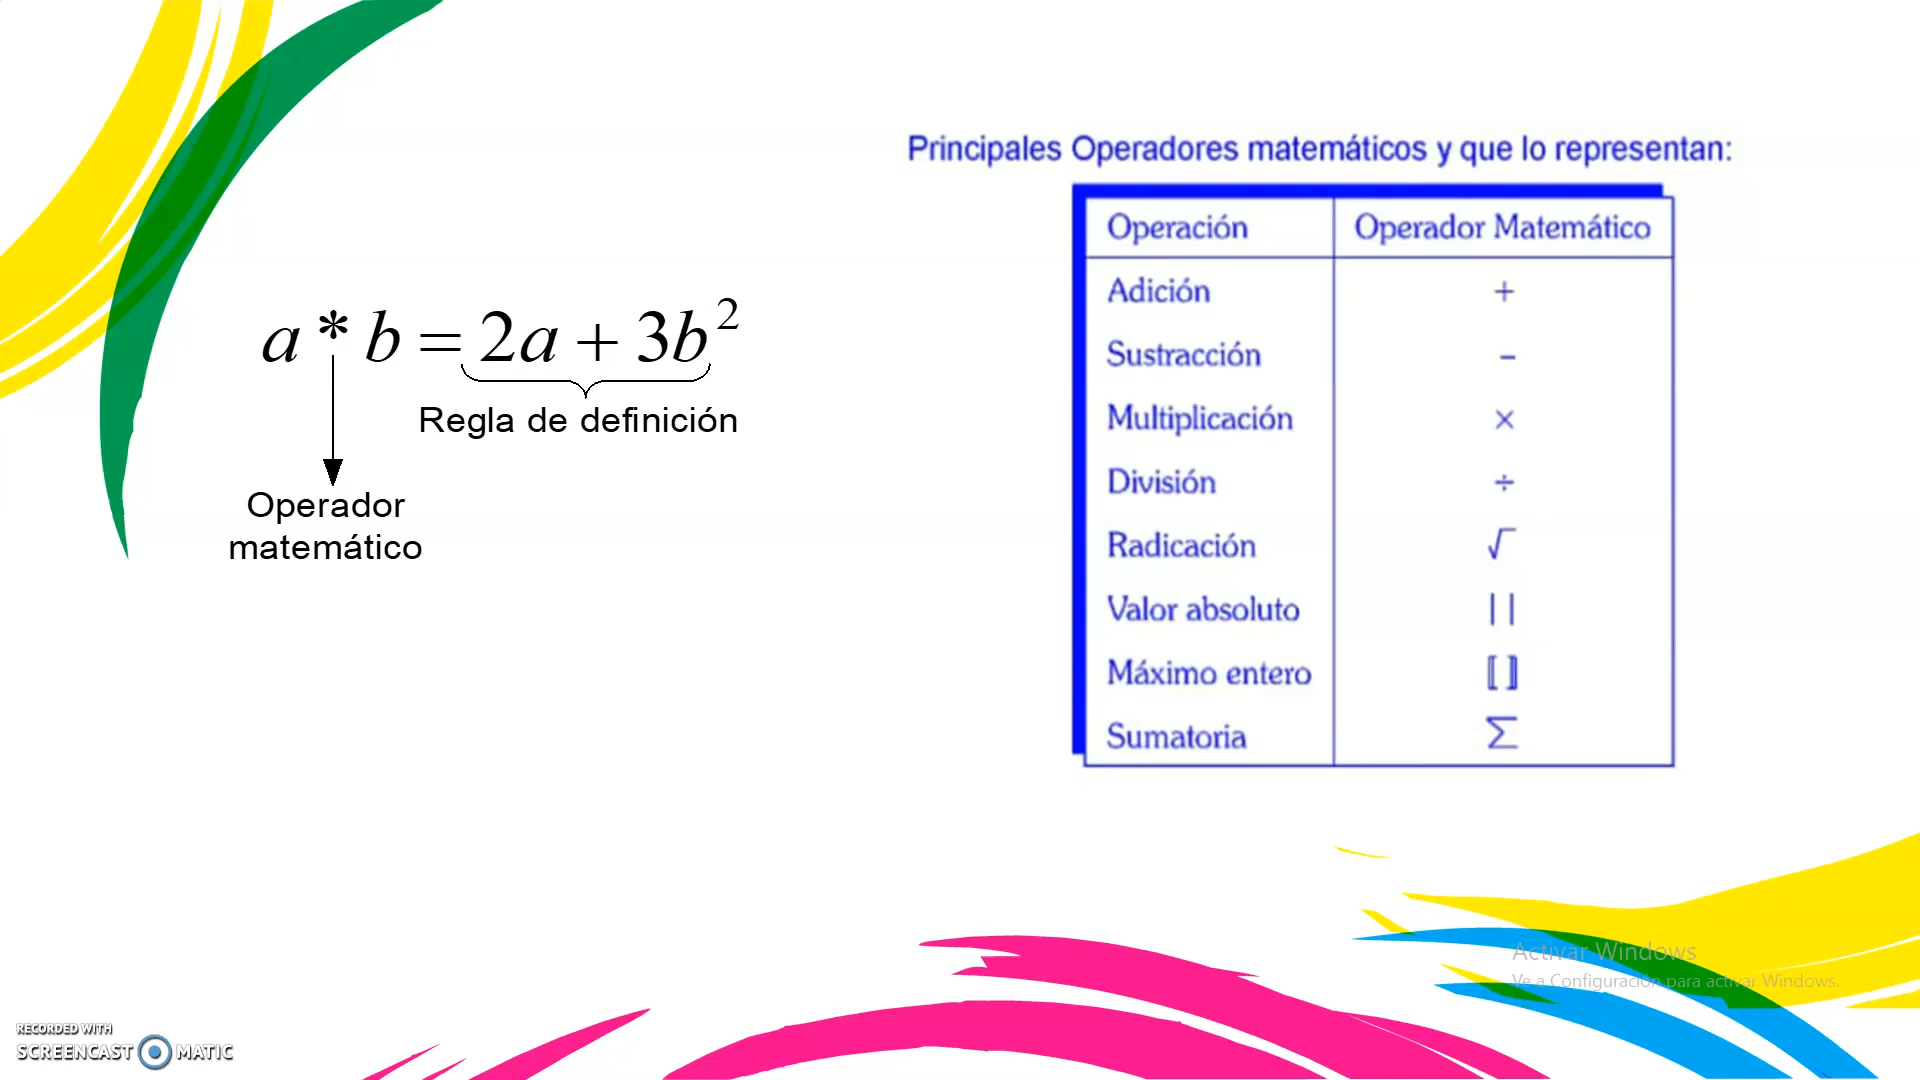 a * b = 2a + 3b²
Regla de definición
Operador
matemático
Principales Operadores matemáticos y que lo representan:
Operación Operador Matemático
Adición +
Sustracción –
Multiplicación ×
División ÷
Radicación √
Valor absoluto | |
Máximo entero ⟦ ⟧
Sumatoria Σ
Activar Windows
Ve a Configuración para activar Windows.
RECORDED WITH
SCREENCAST MATIC